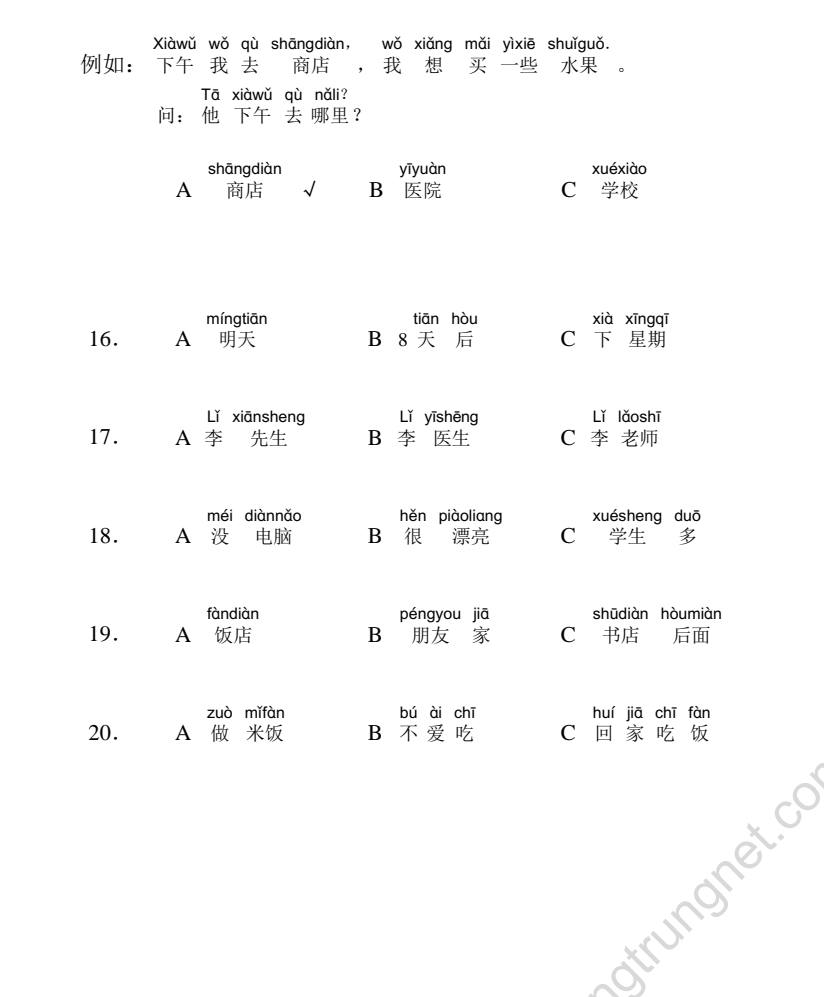 Xiàwǔ wǒ qù shāngdiàn, wǒ xiǎng mǎi yìxiē shuǐguǒ.
例如： 下午 我 去 商店 ，我 想 买 一些 水果 。
Tā xiàwǔ qù nǎli?
问： 他 下午 去 哪里？
shāngdiàn yīyuàn xuéxiào
A 商店 √ B 医院 C 学校
míngtiān tiān hòu xià xīngqī
16. A 明天 B 8 天 后 C 下 星期
Lǐ xiānsheng Lǐ yīshēng Lǐ lǎoshī
17. A 李 先生 B 李 医生 C 李 老师
méi diànnǎo hěn piàoliang xuésheng duō
18. A 没 电脑 B 很 漂亮 C 学生 多
fàndiàn péngyou jiā shūdiàn hòumiàn
19. A 饭店 B 朋友 家 C 书店 后面
zuò mǐfàn bú ài chī huí jiā chī fàn
20. A 做 米饭 B 不 爱 吃 C 回 家 吃 饭